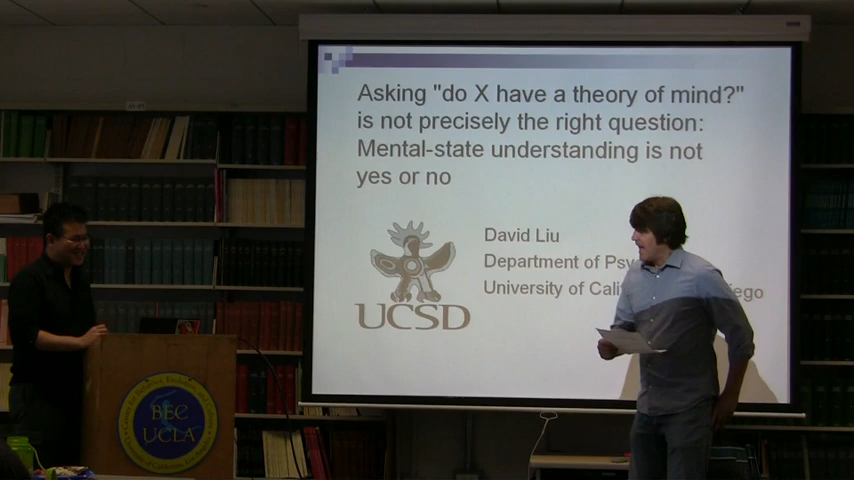 Asking "do X have a theory of mind?"
is not precisely the right question:
Mental-state understanding is not
yes or no
David Liu
Department of Psy
University of Cali
iego
UCSD
BEC
UCLA